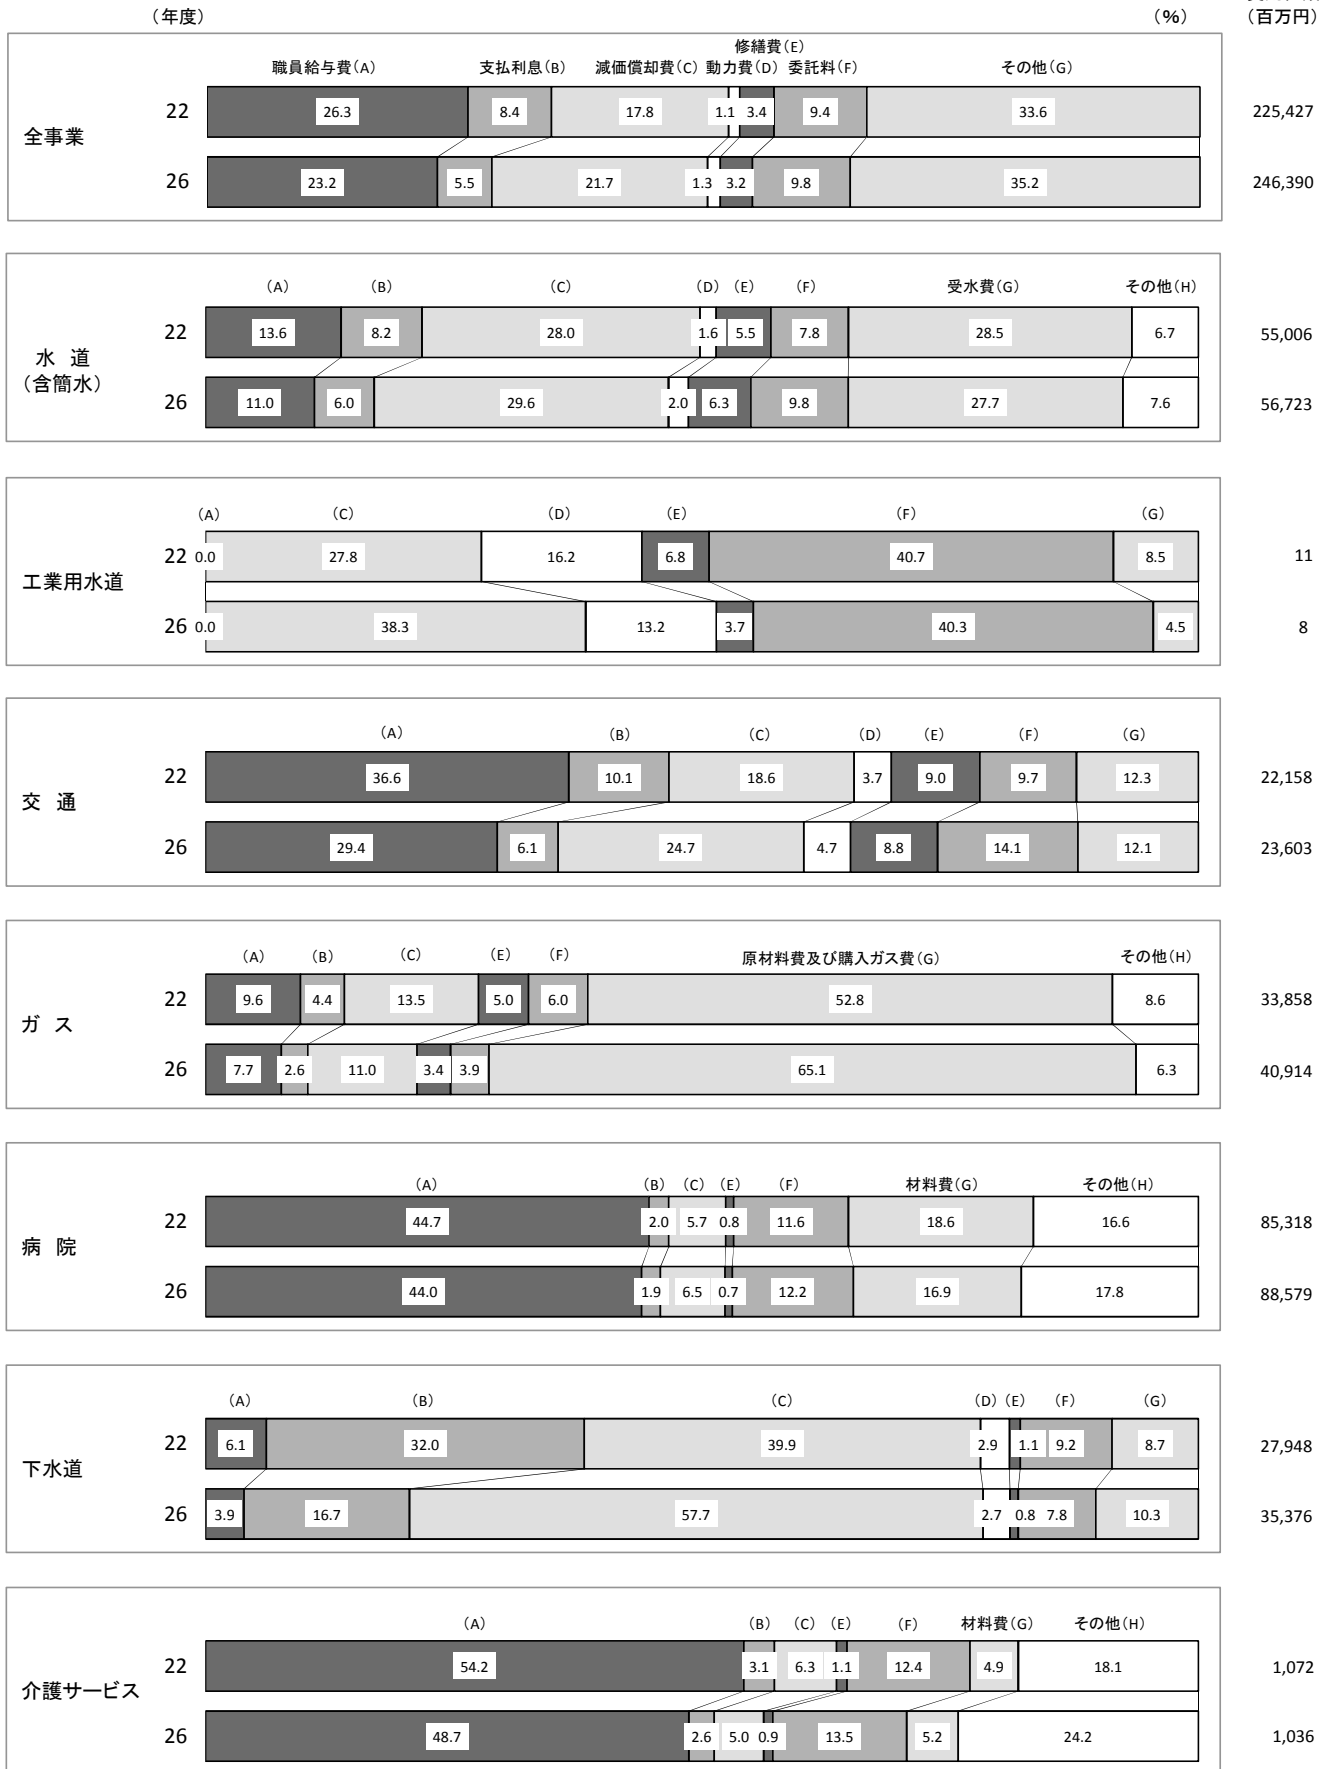 （年度）
（％）
（百万円）
修繕費（E）
職員給与費（A） 支払利息（B） 減価償却費（C） 動力費（D） 委託料（F） その他（G）
22 26.3 8.4 17.8 1.1 3.4 9.4 33.6 225,427
全事業
26 23.2 5.5 21.7 1.3 3.2 9.8 35.2 246,390
（A） （B） （C） （D） （E） （F） 受水費（G） その他（H）
22 13.6 8.2 28.0 1.6 5.5 7.8 28.5 6.7 55,006
水 道
（含簡水）
26 11.0 6.0 29.6 2.0 6.3 9.8 27.7 7.6 56,723
（A） （C） （D） （E） （F） （G）
22 0.0 27.8 16.2 6.8 40.7 8.5 11
工業用水道
26 0.0 38.3 13.2 3.7 40.3 4.5 8
（A） （B） （C） （D） （E） （F） （G）
22 36.6 10.1 18.6 3.7 9.0 9.7 12.3 22,158
交 通
26 29.4 6.1 24.7 4.7 8.8 14.1 12.1 23,603
（A） （B） （C） （E） （F） 原材料費及び購入ガス費（G） その他（H）
22 9.6 4.4 13.5 5.0 6.0 52.8 8.6 33,858
ガ ス
26 7.7 2.6 11.0 3.4 3.9 65.1 6.3 40,914
（A） （B） （C） （E） （F） 材料費（G） その他（H）
22 44.7 2.0 5.7 0.8 11.6 18.6 16.6 85,318
病 院
26 44.0 1.9 6.5 0.7 12.2 16.9 17.8 88,579
（A） （B） （C） （D） （E） （F） （G）
22 6.1 32.0 39.9 2.9 1.1 9.2 8.7 27,948
下水道
26 3.9 16.7 57.7 2.7 0.8 7.8 10.3 35,376
（A） （B） （C） （E） （F） 材料費（G） その他（H）
22 54.2 3.1 6.3 1.1 12.4 4.9 18.1 1,072
介護サービス
26 48.7 2.6 5.0 0.9 13.5 5.2 24.2 1,036